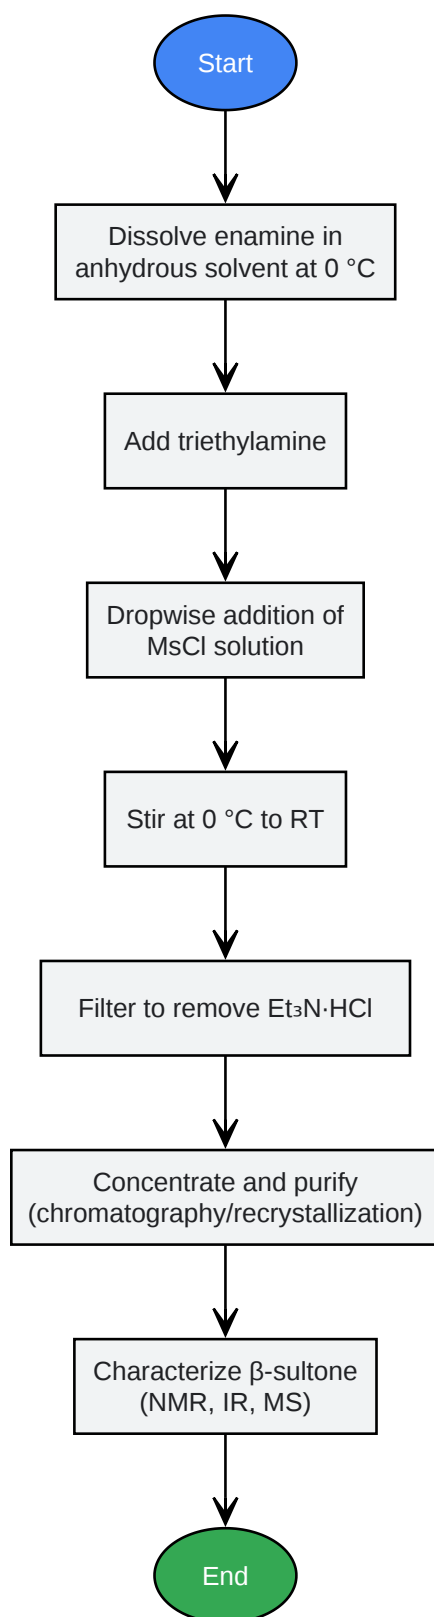 Start
Dissolve enamine in
anhydrous solvent at 0 °C
Add triethylamine
Dropwise addition of
MsCl solution
Stir at 0 °C to RT
Filter to remove Et₃N·HCl
Concentrate and purify
(chromatography/recrystallization)
Characterize β-sultone
(NMR, IR, MS)
End